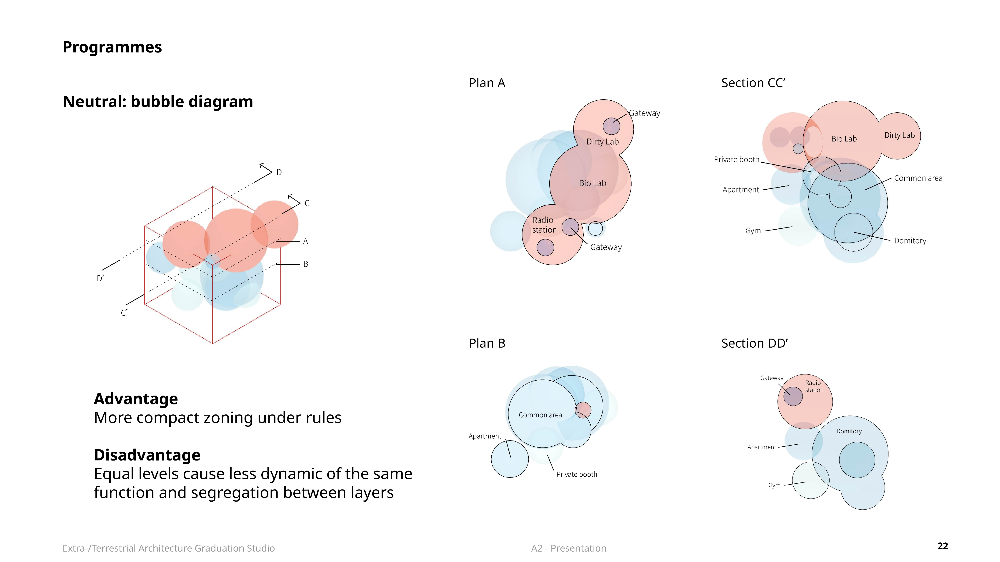 Programmes
Neutral: bubble diagram
D
C
A
B
D’
C’
Advantage
More compact zoning under rules
Disadvantage
Equal levels cause less dynamic of the same
function and segregation between layers
Plan A
Gateway
Dirty Lab
Bio Lab
Radio
station
Gateway
Section CC’
Bio Lab
Dirty Lab
Private booth
Common area
Apartment
Gym
Domitory
Plan B
Common area
Apartment
Private booth
Section DD’
Gateway
Radio
station
Domitory
Apartment
Gym
Extra-/Terrestrial Architecture Graduation Studio
A2 - Presentation
22